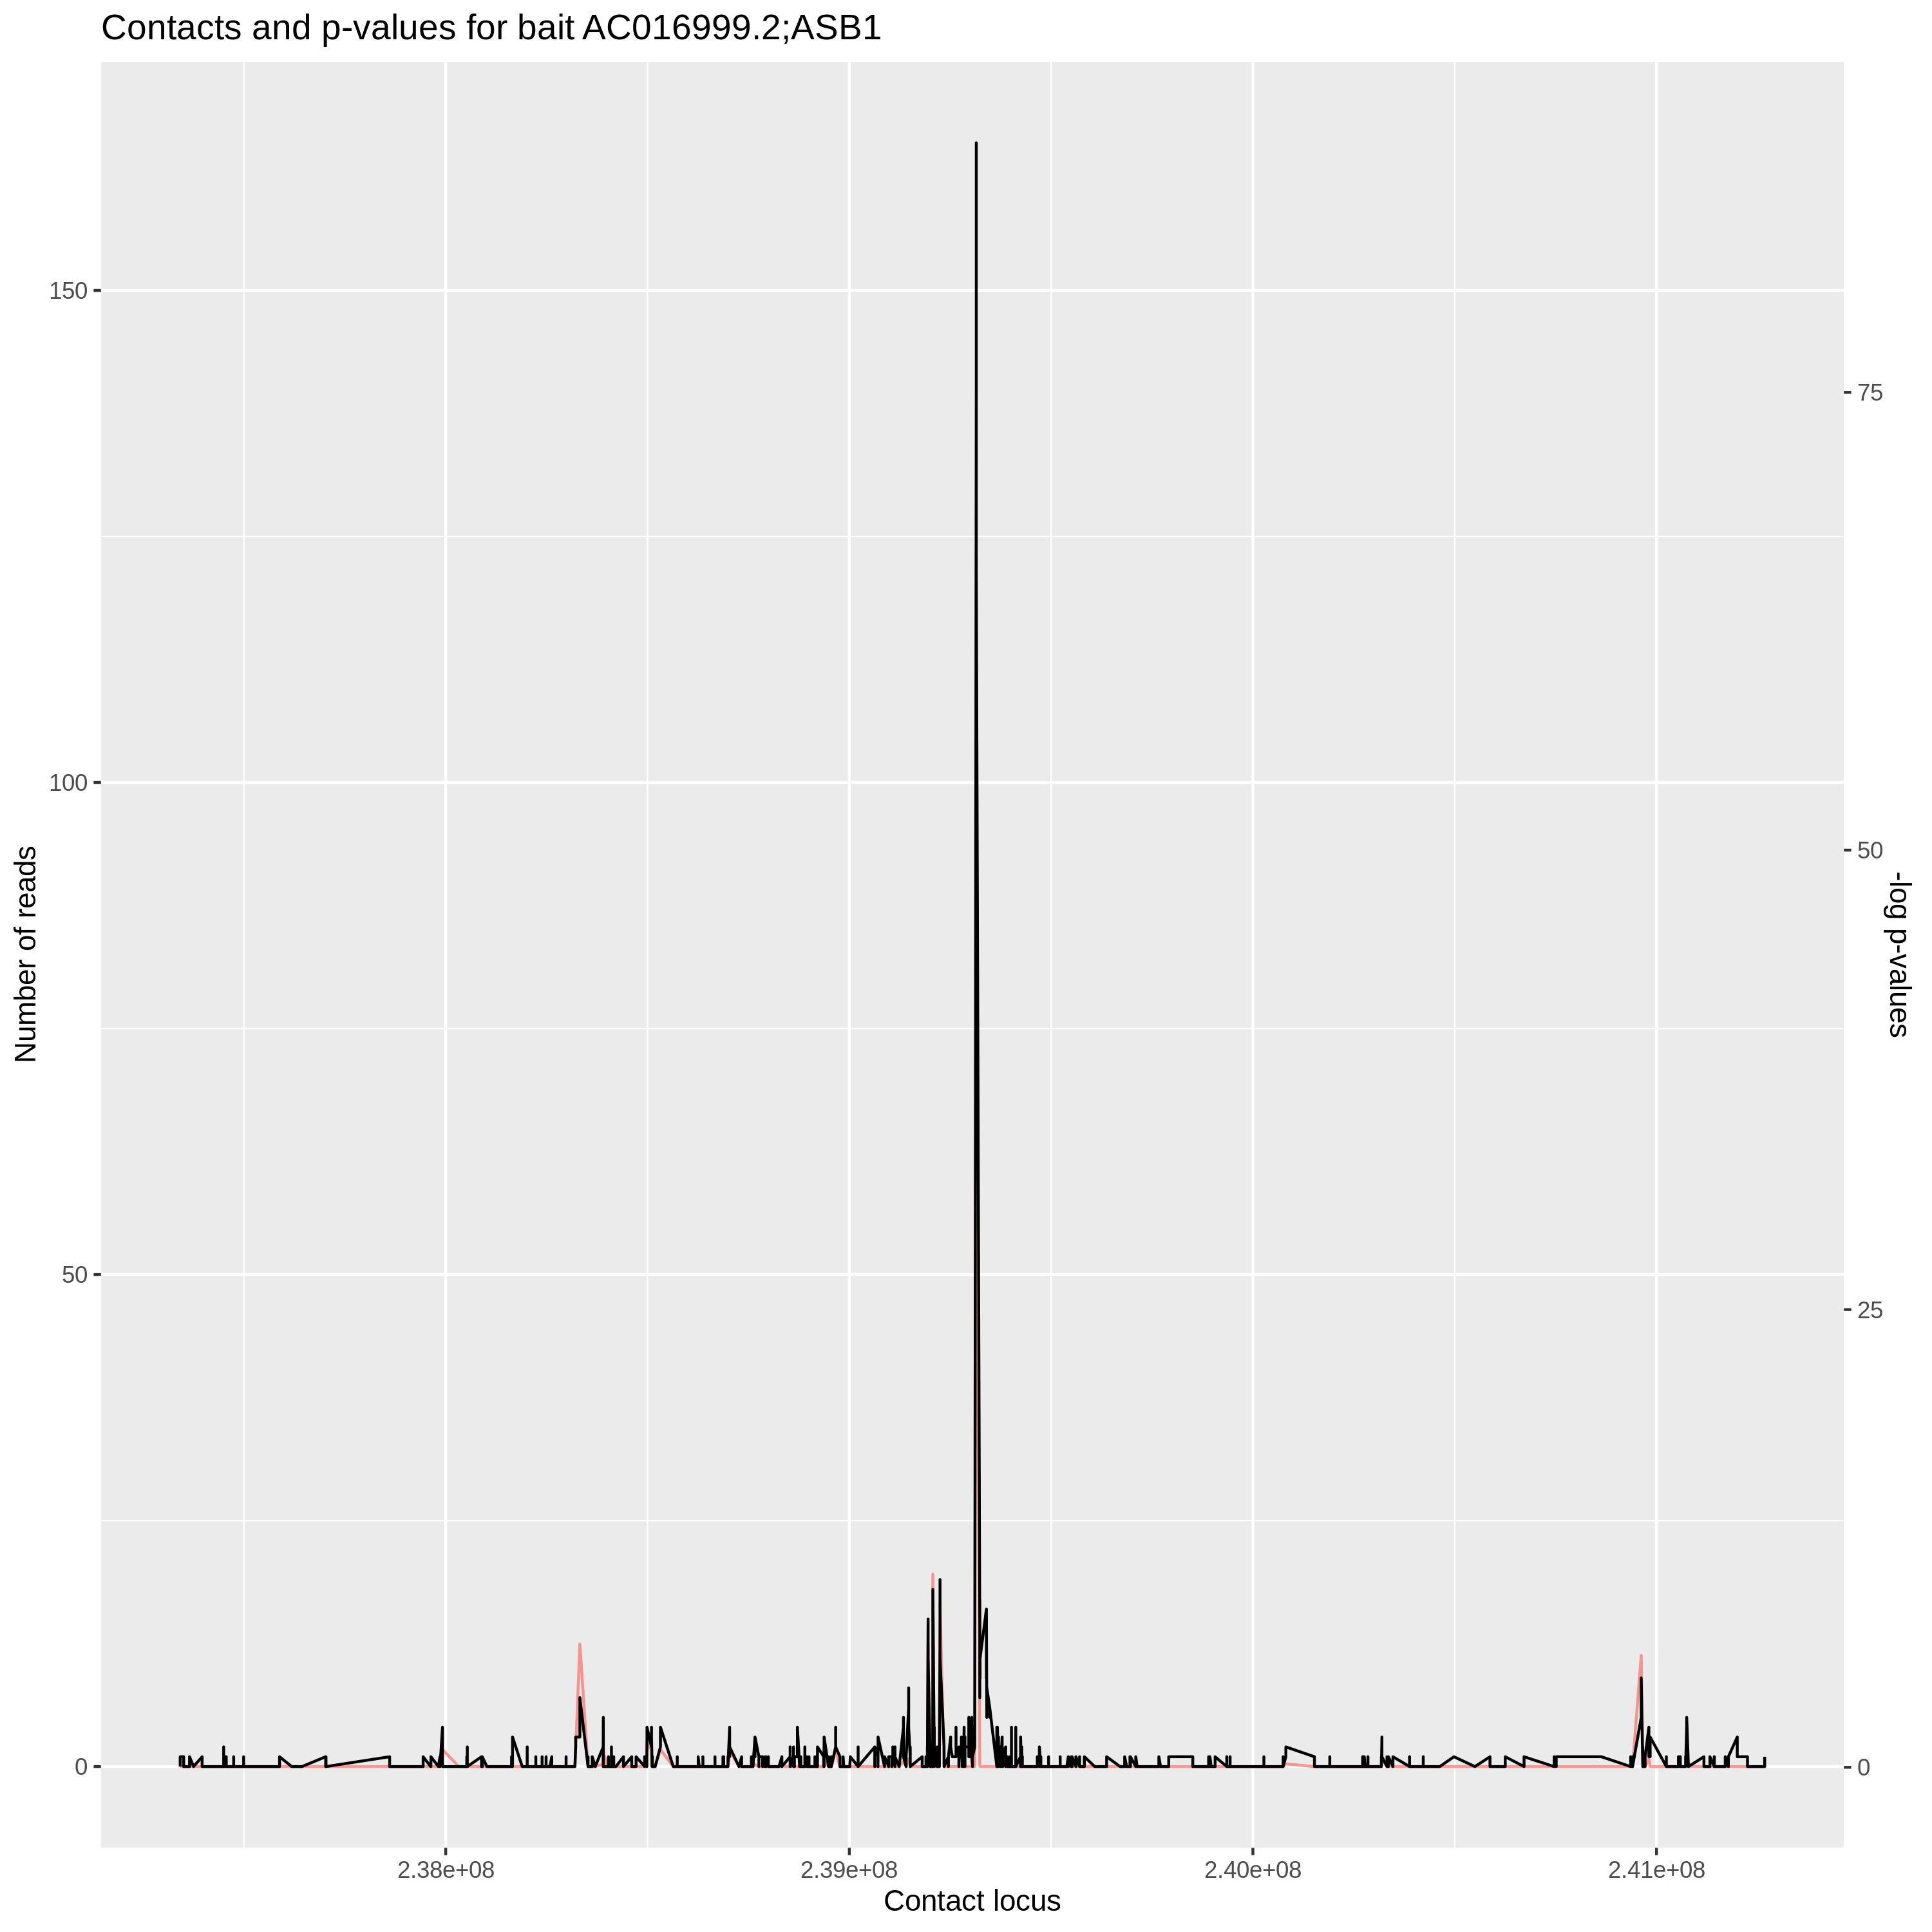 Contacts and p-values for bait AC016999.2;ASB1
150
100
50
0
Number of reads
75
50
25
0
-log p-values
2.38e+08
2.39e+08
2.40e+08
2.41e+08
Contact locus